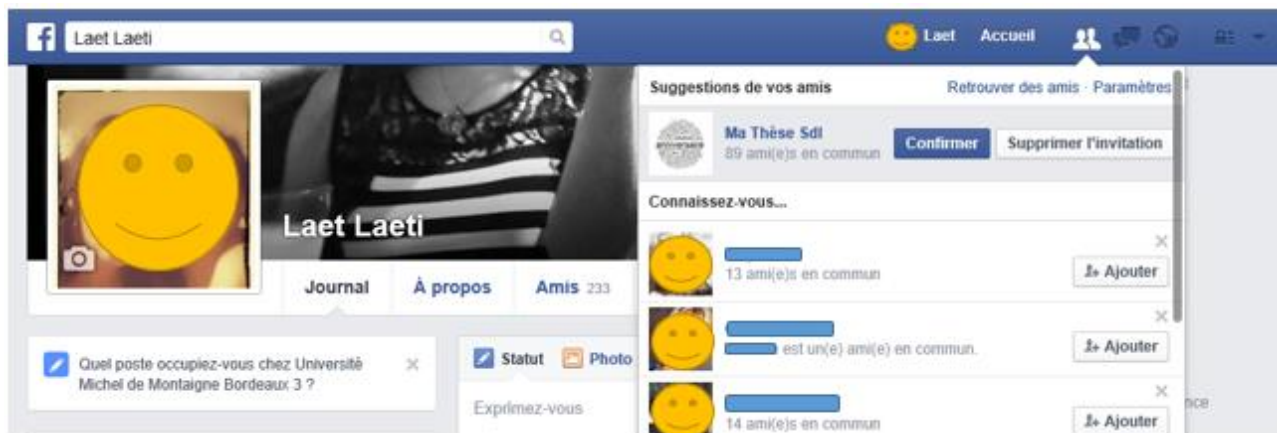 f Laet Laeti
Laet Accueil
Laet Laeti
Journal À propos Amis 233
Quel poste occupiez-vous chez Université
Michel de Montaigne Bordeaux 3 ?
Statut Photo
Exprimez-vous
Suggestions de vos amis Retrouver des amis · Paramètres
Ma Thèse Sdl
89 ami(e)s en commun
Confirmer Supprimer l'invitation
Connaissez-vous...
13 ami(e)s en commun
Ajouter
est un(e) ami(e) en commun.
Ajouter
14 ami(e)s en commun
Ajouter
nce